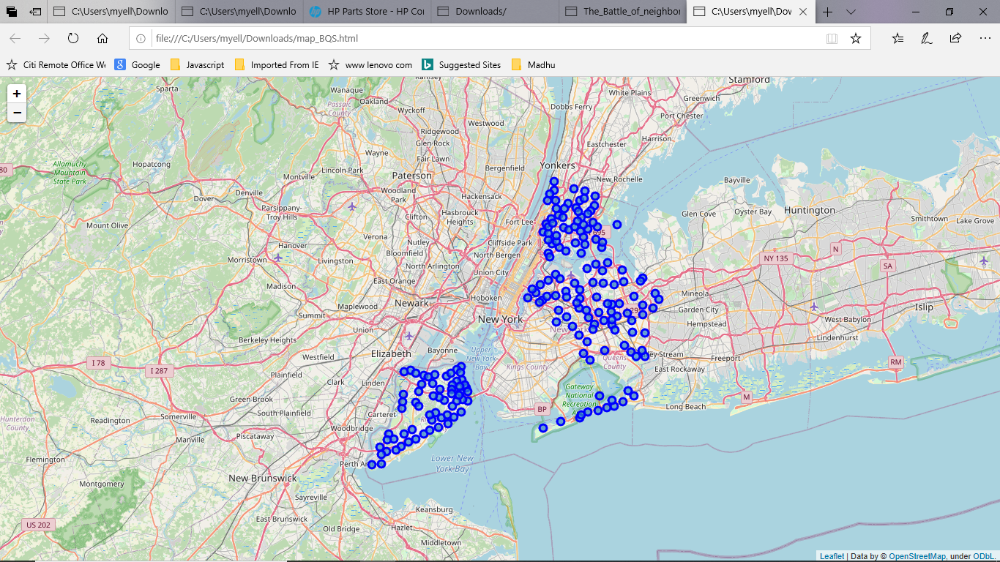 C:\Users\myell\Downlo
C:\Users\myell\Downlo
HP Parts Store - HP Coi
Downloads/
The_Battle_of_neighbor
C:\Users\myell\Dov
file:///C:/Users/myell/Downloads/map_BQS.html
Citi Remote Office We
Google
Javascript
Imported From IE
www lenovo com
Suggested Sites
Madhu
+
−
Sparta
Wanaque
Ramsey
Stamford
Oakland
Passaic
County
White Plains
Greenwich
Wyckoff
Dobbs Ferry
Port Chester
Westwood
Ridgewood
Glen Rock
Harrison
Eastchester
Wayne
Fair Lawn
Allamuchy
Mountain
State Park
Hopatcong
80
Lincoln Park
Bergenfield
Yonkers
Montville
Paterson
New Rochelle
Bayville
Denville
Dover
Woodland
Park
Hackensack
Parsippany-
Troy Hills
Huntington
Glen Cove
Oyster Bay
Hasbrouck
Heights
Clifton
Fort Lee
Smithtown
Lake Grove
Mount Olive
Verona
Nutley
Cliffside Park
695
Hanover
Bloomfield
North Bergen
N
NY 135
Morristown
Livingston
North Arlington
SA
Union City
East Orange
Madison
Mineola
Maplewood
Newark
Hoboken
Garden City
Islip
Summit
New York
29
Hempstead
West Babylon
Union
Berkeley Heights
Lindenhurst
Elizabeth
Bayonne
Upper
New York
Bay
Westfield
Kings County
Queens
County
ey Stream
Freeport
RM
I 78
I 287
East Rockaway
Plainfield
Clark
Linden
Gateway
National
Recreation
Green Brook
M
BP
Long Beach
South Plainfield
Somerville
Carteret
Hunterdon
County
Readington
Woodbridge
Manville
Piscataway
Flemington
Lower New
York Bay
Perth Am
New Brunswick
Montgomery
Sayreville
Keansburg
East Brunswick
US 202
Old Bridge
Hazlet
Middletown
Leaflet | Data by © OpenStreetMap, under ODbL.